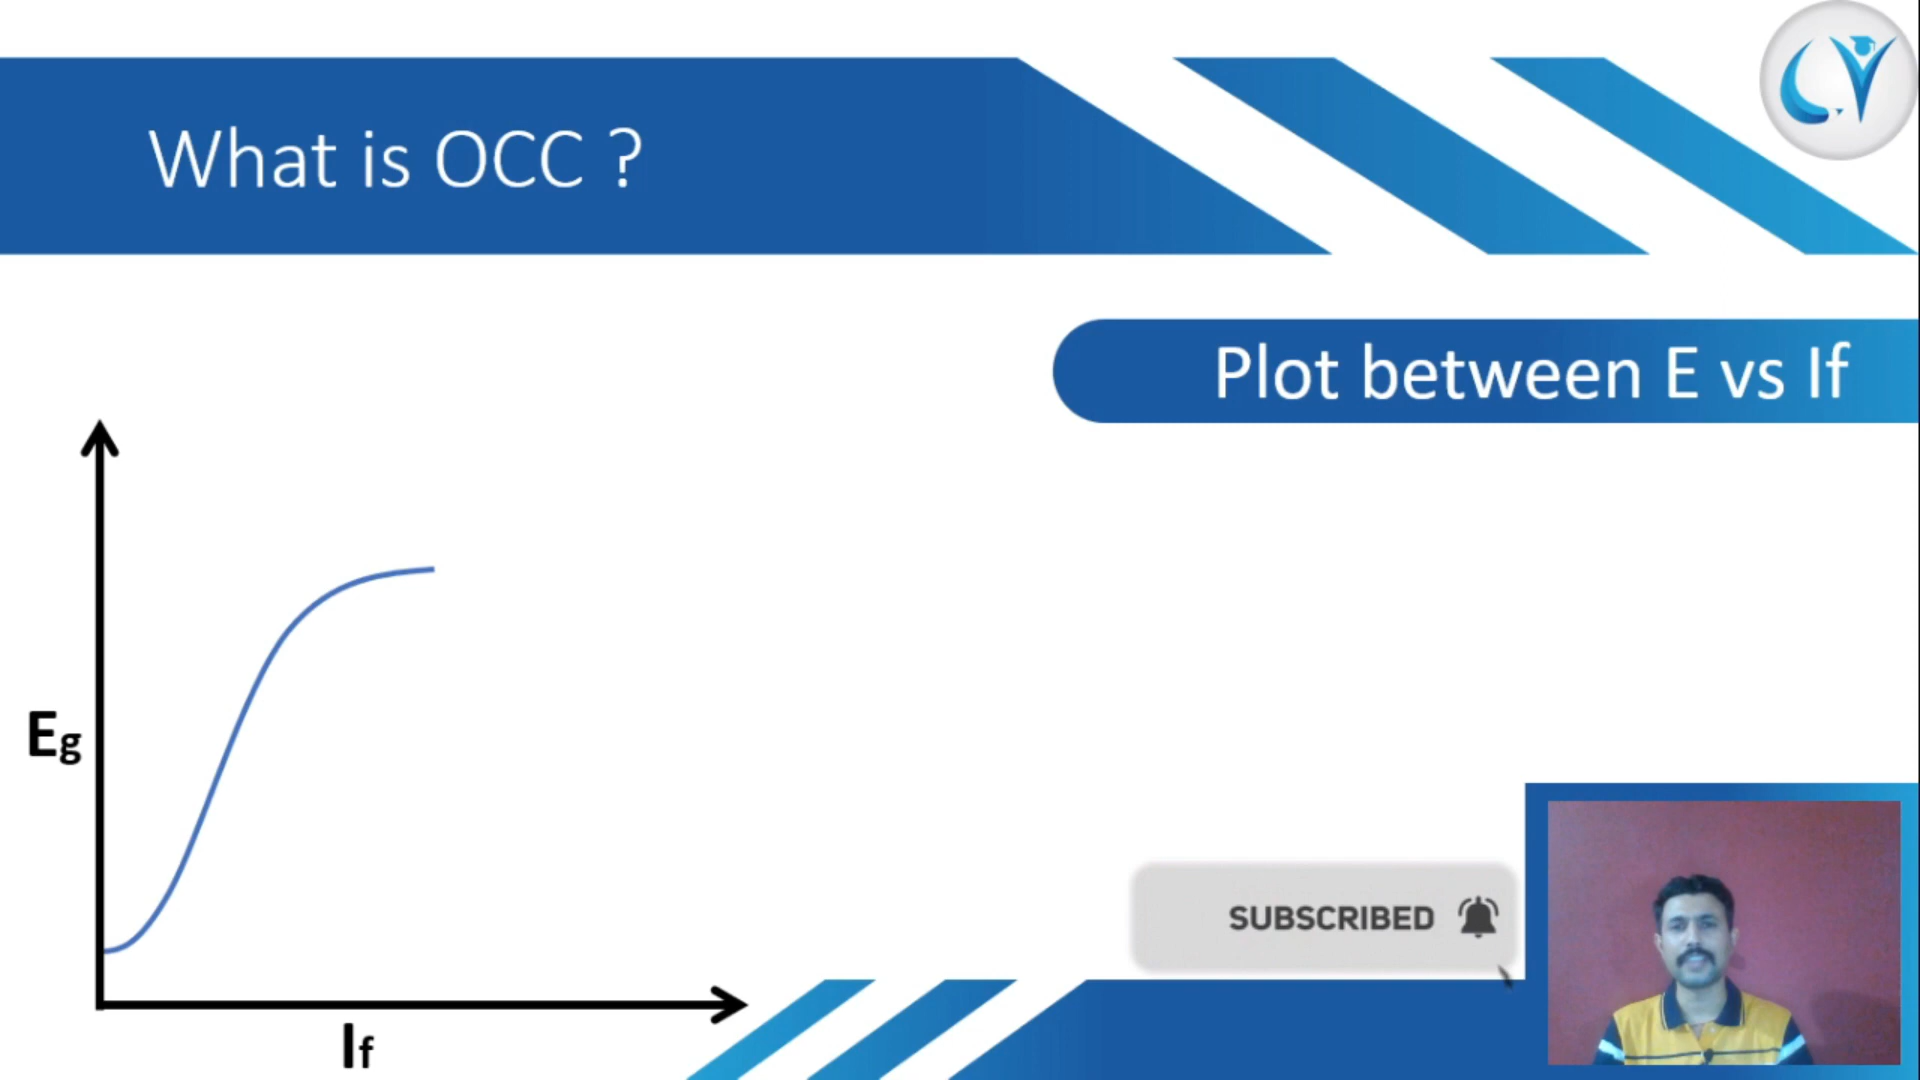 What is OCC ?
Plot between E vs If
Eg
SUBSCRIBED
If